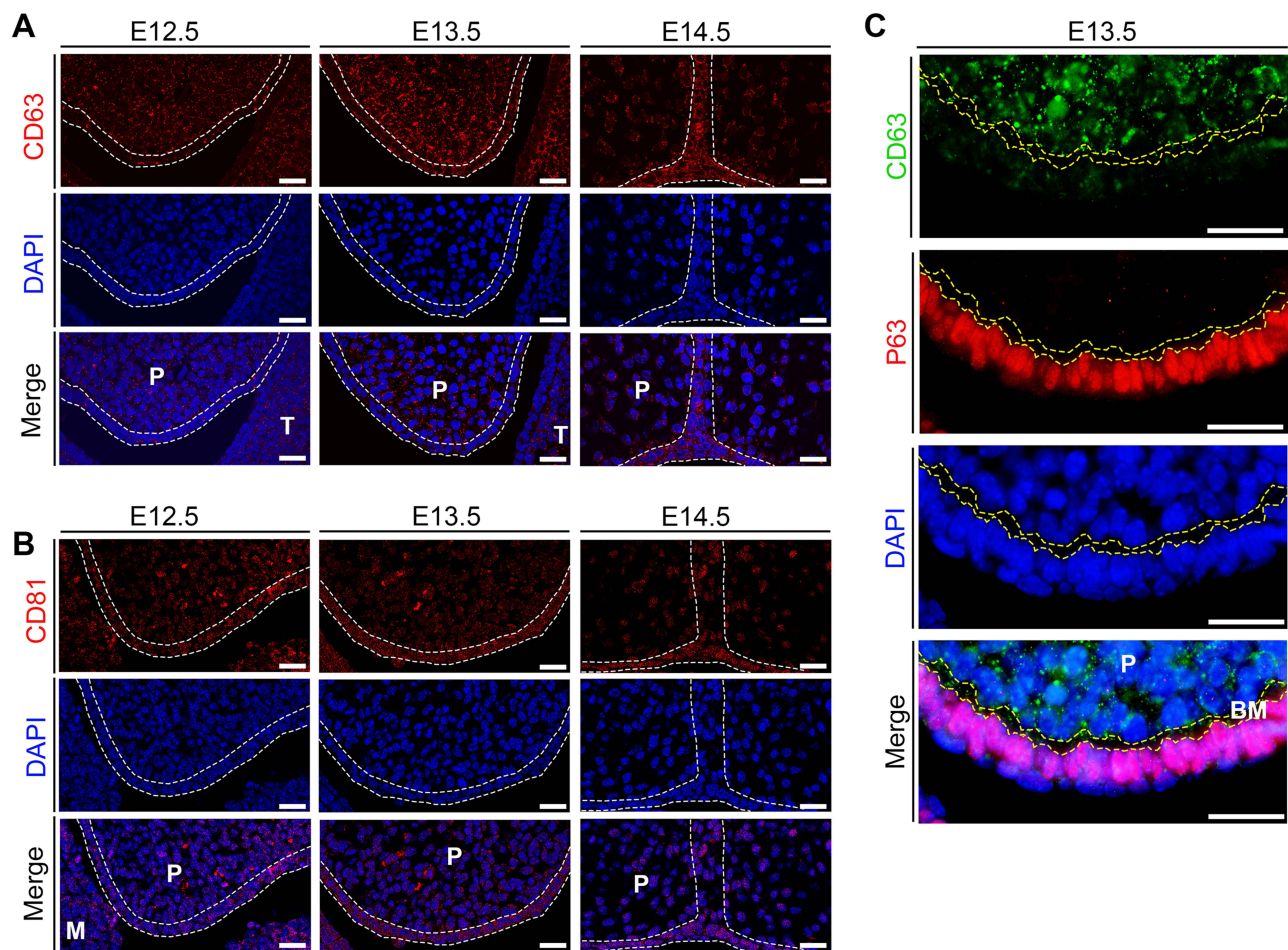 A
E12.5 E13.5 E14.5
CD63
DAPI
Merge
P
T
P
T
P
B
E12.5 E13.5 E14.5
CD81
DAPI
Merge
P
M
P
P
C
E13.5
CD63
P63
DAPI
Merge
P
BM